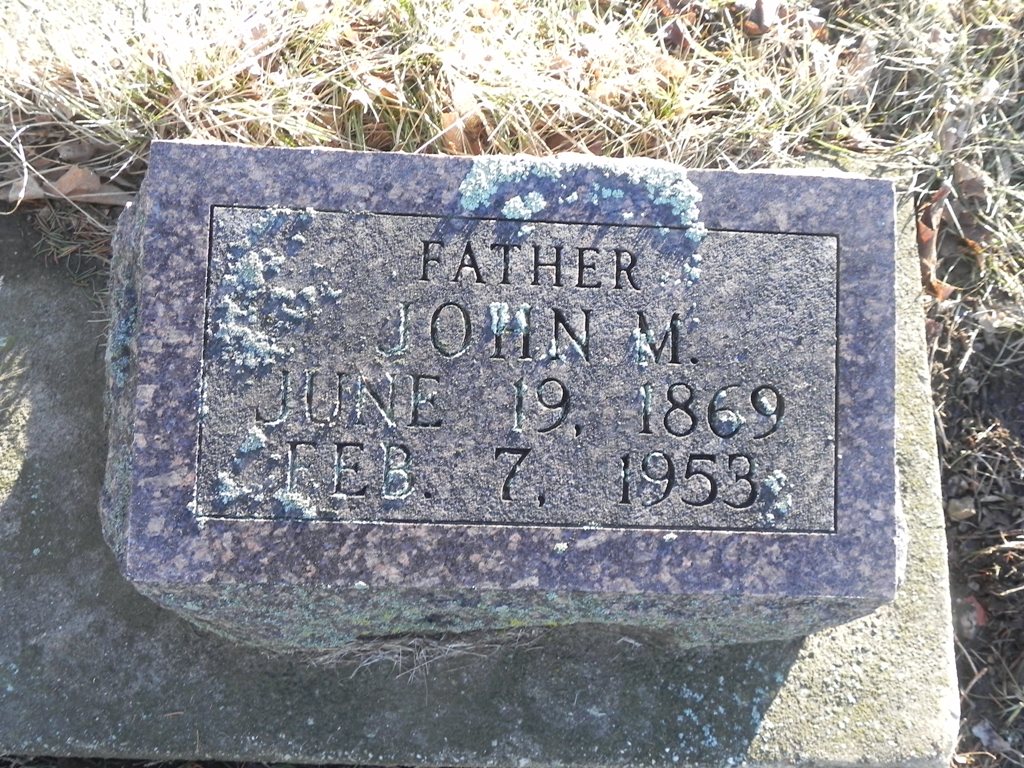 FATHER
JOHN M.
JUNE 19, 1869
FEB. 7, 1953